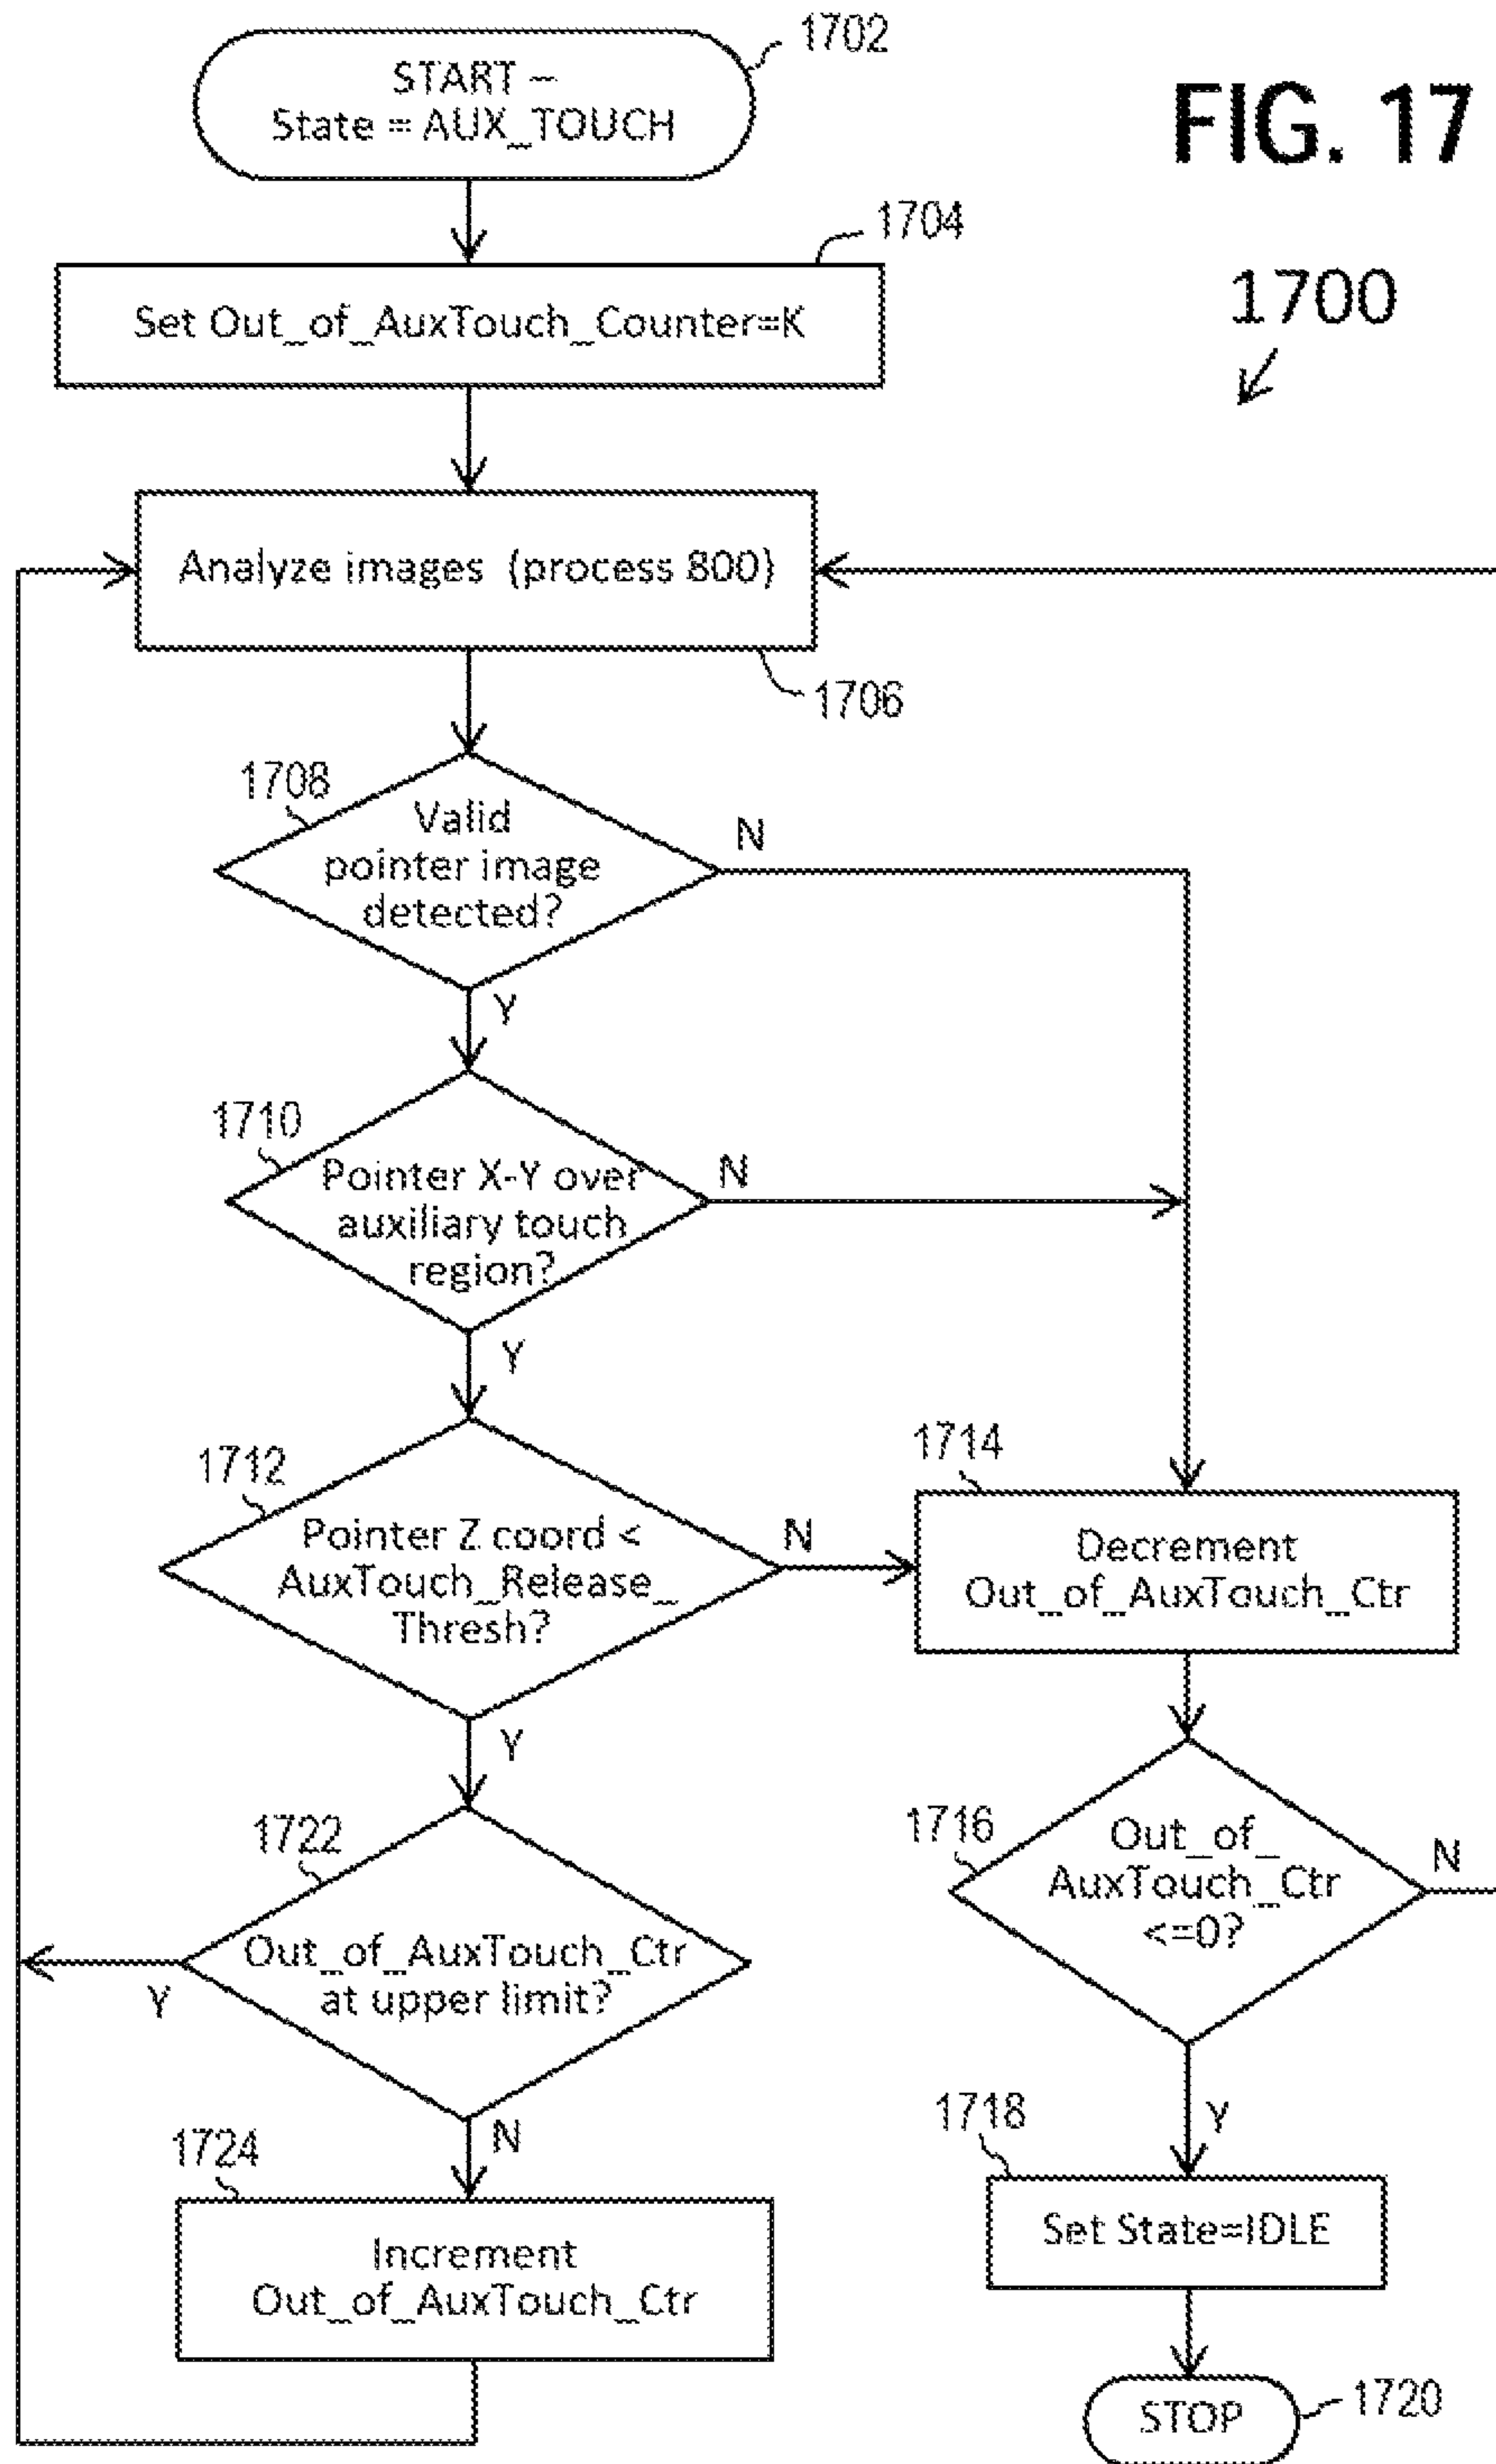 1702
START –
State = AUX_TOUCH
FIG. 17
1704
Set Out_of_AuxTouch_Counter=K
1700
Analyze images (process 800)
1706
1708
Valid
pointer image
detected?
N
Y
1710
Pointer X-Y over
auxiliary touch
region?
N
Y
1712
Pointer Z coord <
AuxTouch_Release_
Thresh?
N
Y
1714
Decrement
Out_of_AuxTouch_Ctr
1716
Out_of_
AuxTouch_Ctr
<=0?
N
Y
1722
Out_of_AuxTouch_Ctr
at upper limit?
Y
N
1724
Increment
Out_of_AuxTouch_Ctr
1718
Set State=IDLE
STOP
1720